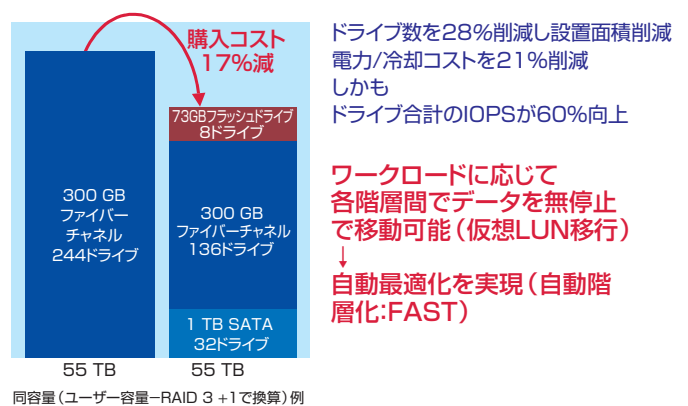 購入コスト
17%減
73GBフラッシュドライブ
8ドライブ
300 GB
ファイバー
チャネル
244ドライブ
300 GB
ファイバーチャネル
136ドライブ
1 TB SATA
32ドライブ
55 TB
55 TB
同容量(ユーザー容量−RAID 3 +1で換算)例
ドライブ数を28%削減し設置面積削減
電力/冷却コストを21%削減
しかも
ドライブ合計のIOPSが60%向上
ワークロードに応じて
各階層間でデータを無停止
で移動可能(仮想LUN移行)
↓
自動最適化を実現(自動階
層化:FAST)